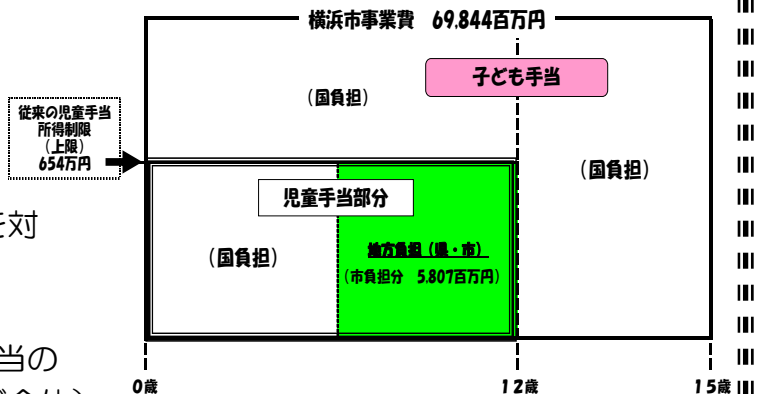 横浜市事業費 69,844百万円
子ども手当
（国負担）
従来の児童手当
所得制限
（上限）
654万円
（国負担）
児童手当部分
（国負担）
地方負担（県・市）
（市負担分 5,807百万円）
を対
当の
0歳
12歳
15歳